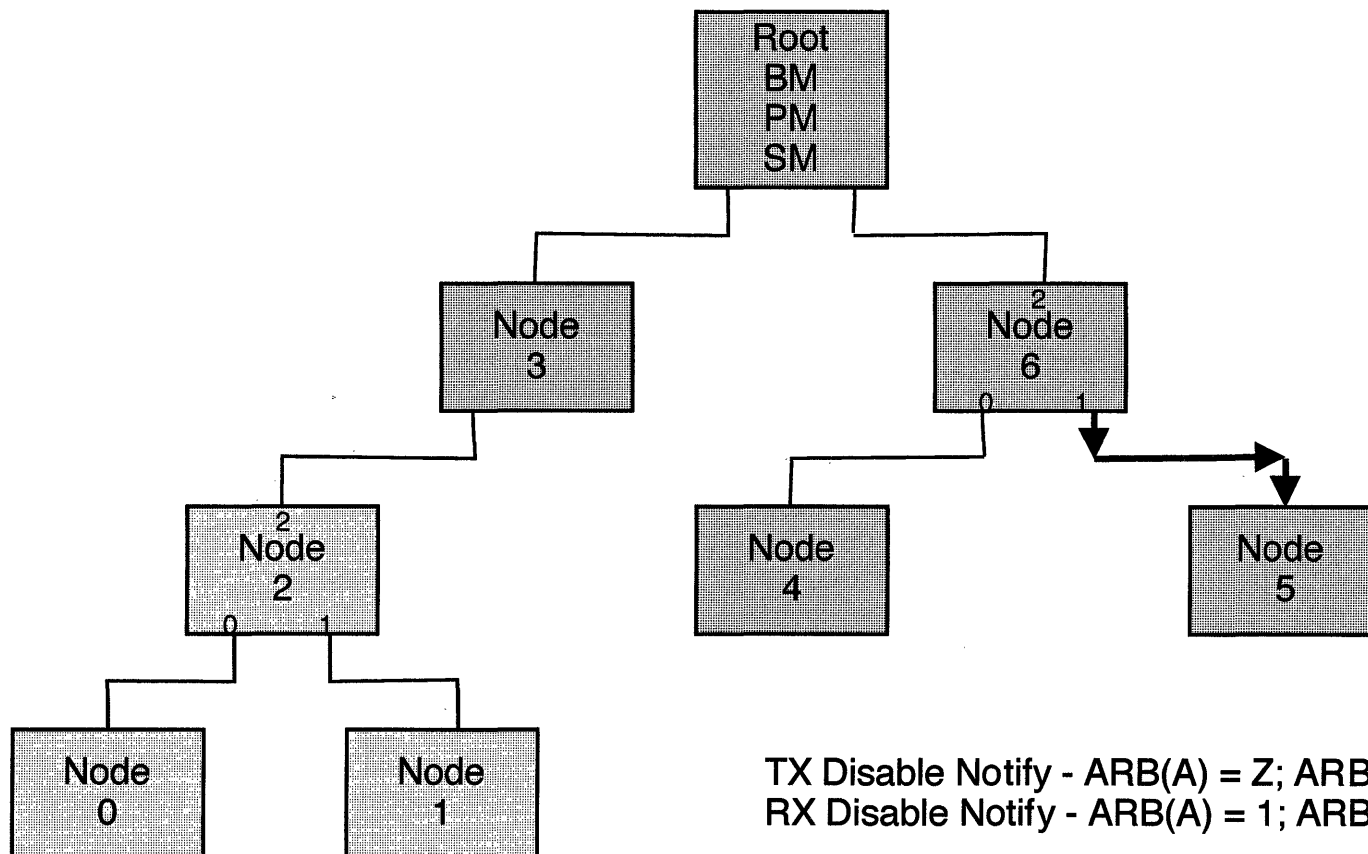 Root
BM
PM
SM
Node
3
2
Node
6
0 1
2
Node
2
0 1
Node
4
Node
5
Node
0
Node
1
TX Disable Notify - ARB(A) = Z; ARB
RX Disable Notify - ARB(A) = 1; ARB